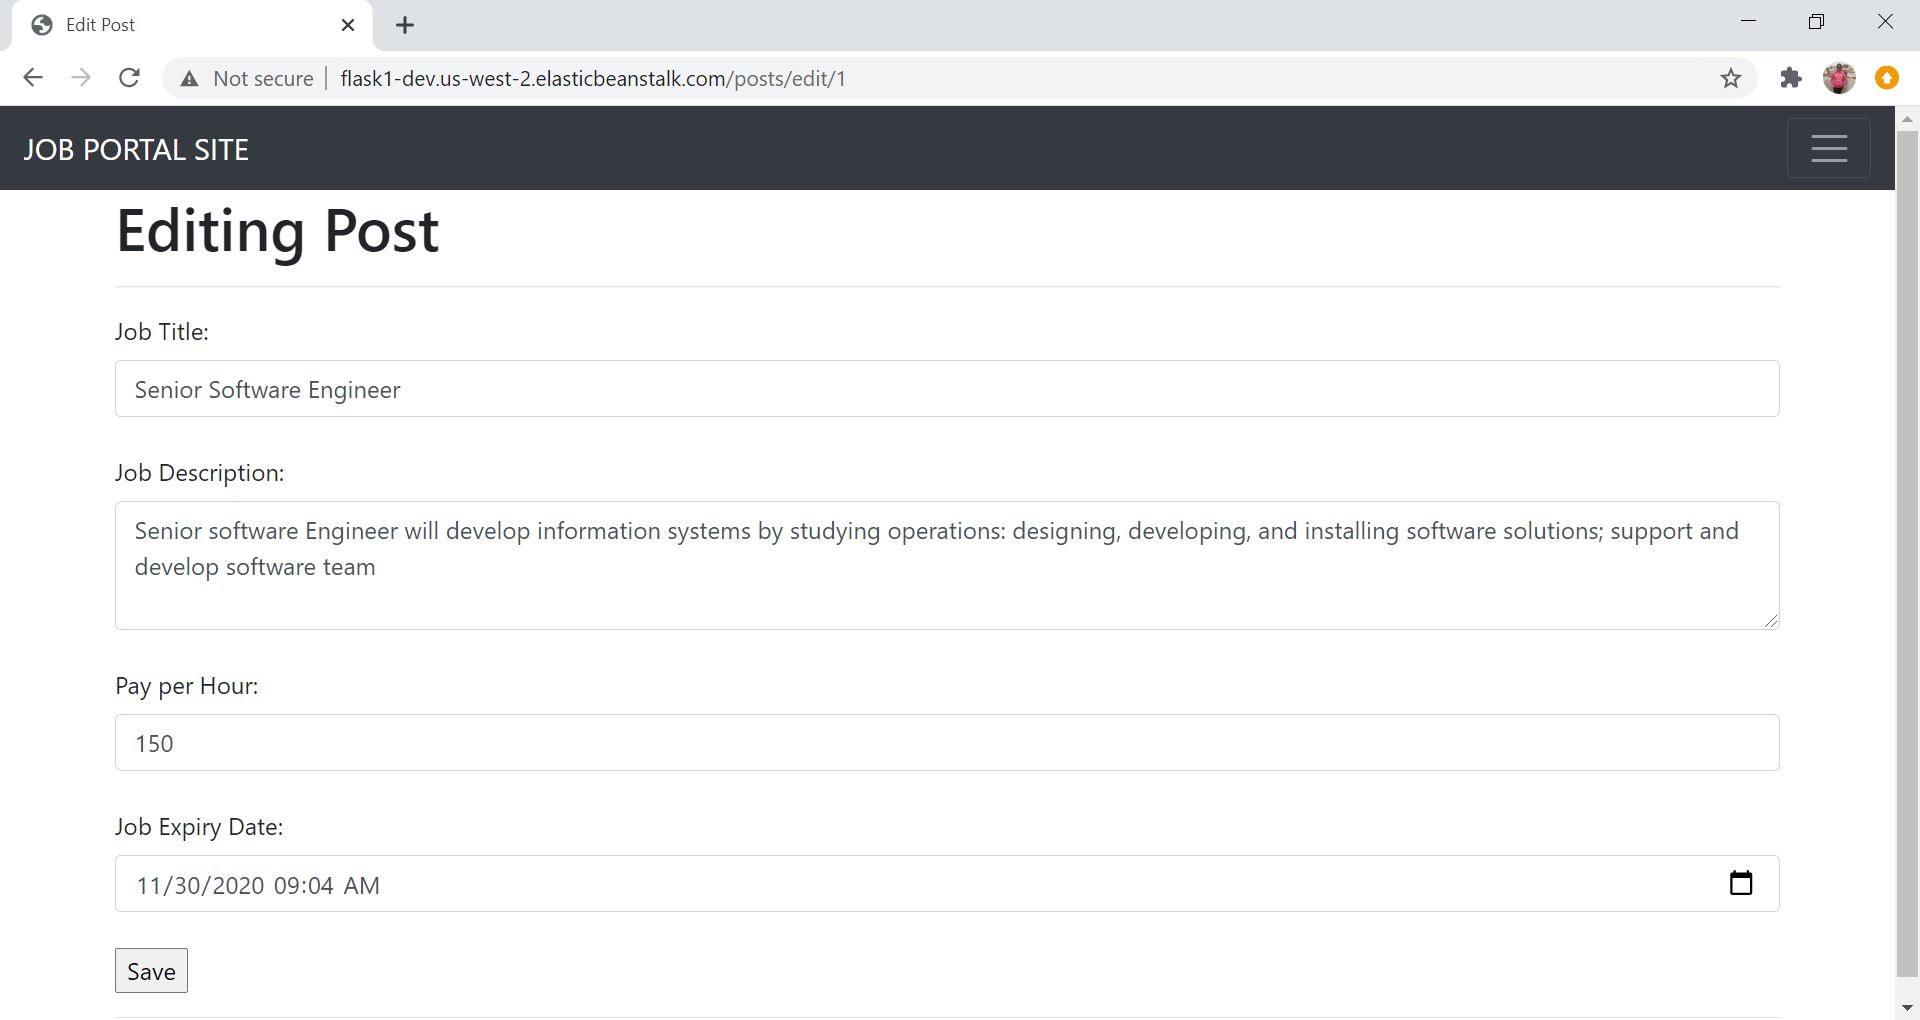 Edit Post
Not secure | flask1-dev.us-west-2.elasticbeanstalk.com/posts/edit/1
JOB PORTAL SITE
Editing Post
Job Title:
Senior Software Engineer
Job Description:
Senior software Engineer will develop information systems by studying operations: designing, developing, and installing software solutions; support and
develop software team
Pay per Hour:
150
Job Expiry Date:
11/30/2020 09:04 AM
Save